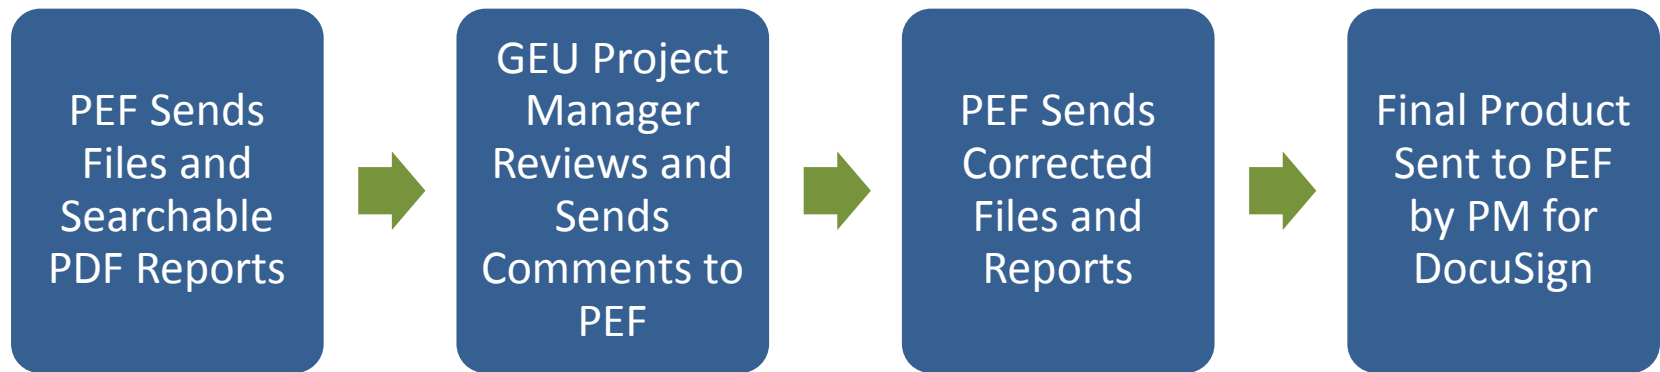 PEF Sends
Files and
Searchable
PDF Reports
GEU Project
Manager
Reviews and
Sends
Comments to
PEF
PEF Sends
Corrected
Files and
Reports
Final Product
Sent to PEF
by PM for
DocuSign